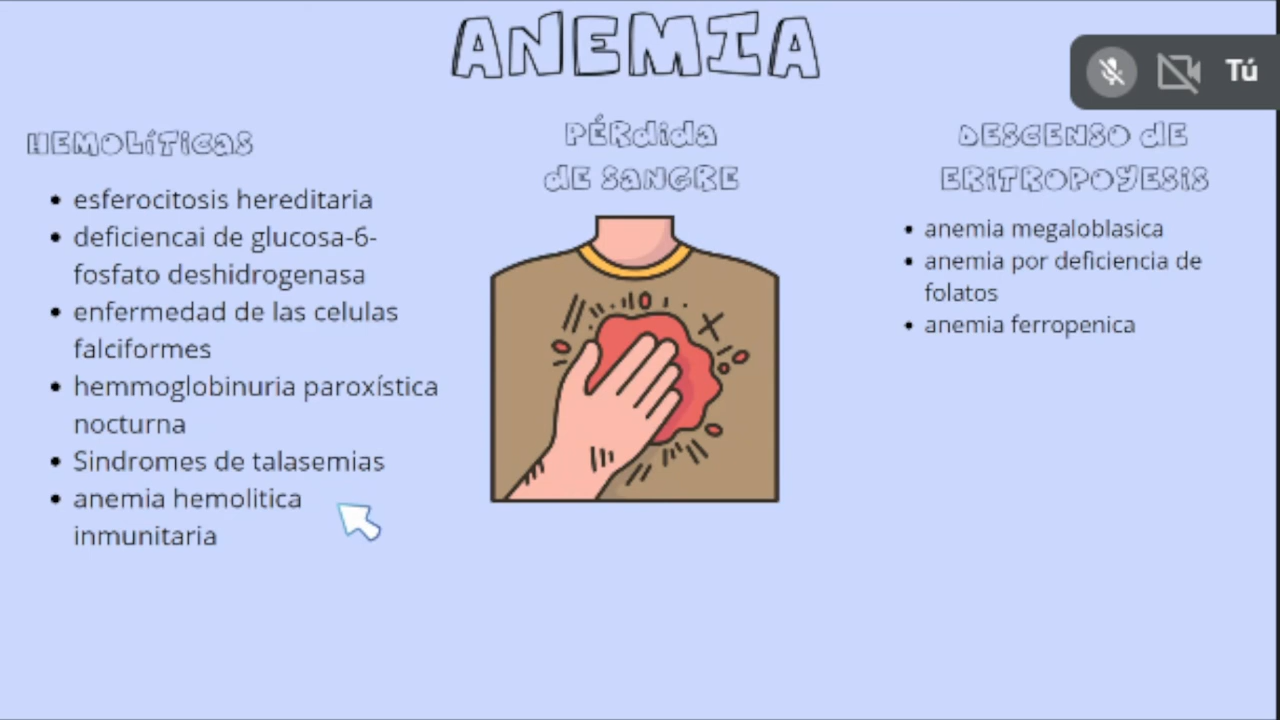 ANEMIA
Tú
HEMOLÍTICAS
esferocitosis hereditaria
deficiencai de glucosa-6-
fosfato deshidrogenasa
enfermedad de las celulas
falciformes
hemmoglobinuria paroxística
nocturna
Sindromes de talasemias
anemia hemolitica
inmunitaria
PÉRdida
dE SaNGRE
DESCENSO dE
ERiTROPOyESiS
anemia megaloblasica
anemia por deficiencia de
folatos
anemia ferropenica